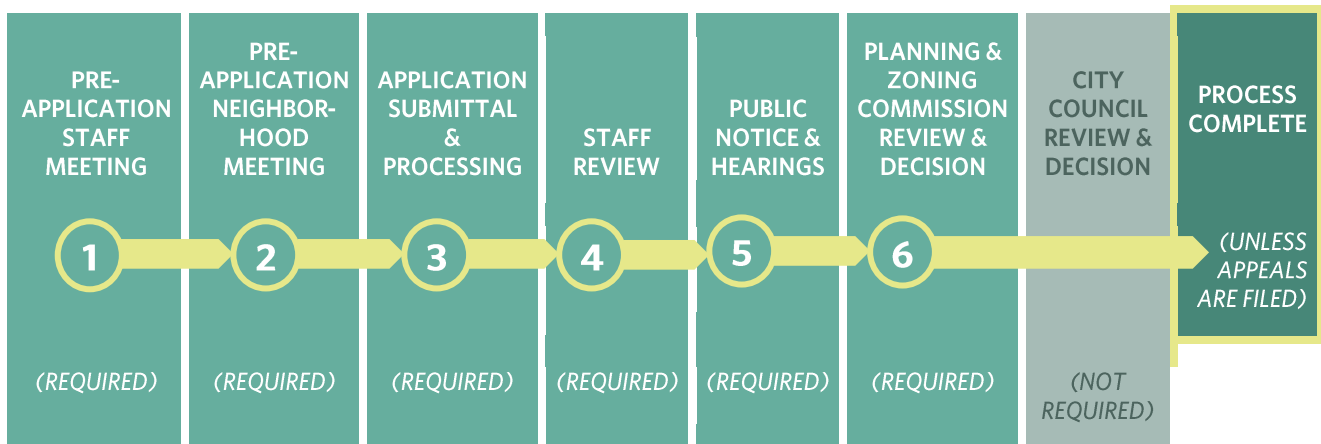 PRE-
APPLICATION
STAFF
MEETING
1
(REQUIRED)
PRE-
APPLICATION
NEIGHBOR-
HOOD
MEETING
2
(REQUIRED)
APPLICATION
SUBMITTAL
&
PROCESSING
3
(REQUIRED)
STAFF
REVIEW
4
(REQUIRED)
PUBLIC
NOTICE &
HEARINGS
5
(REQUIRED)
PLANNING &
ZONING
COMMISSION
REVIEW &
DECISION
6
(REQUIRED)
CITY
COUNCIL
REVIEW &
DECISION
(NOT
REQUIRED)
PROCESS
COMPLETE
(UNLESS
APPEALS
ARE FILED)